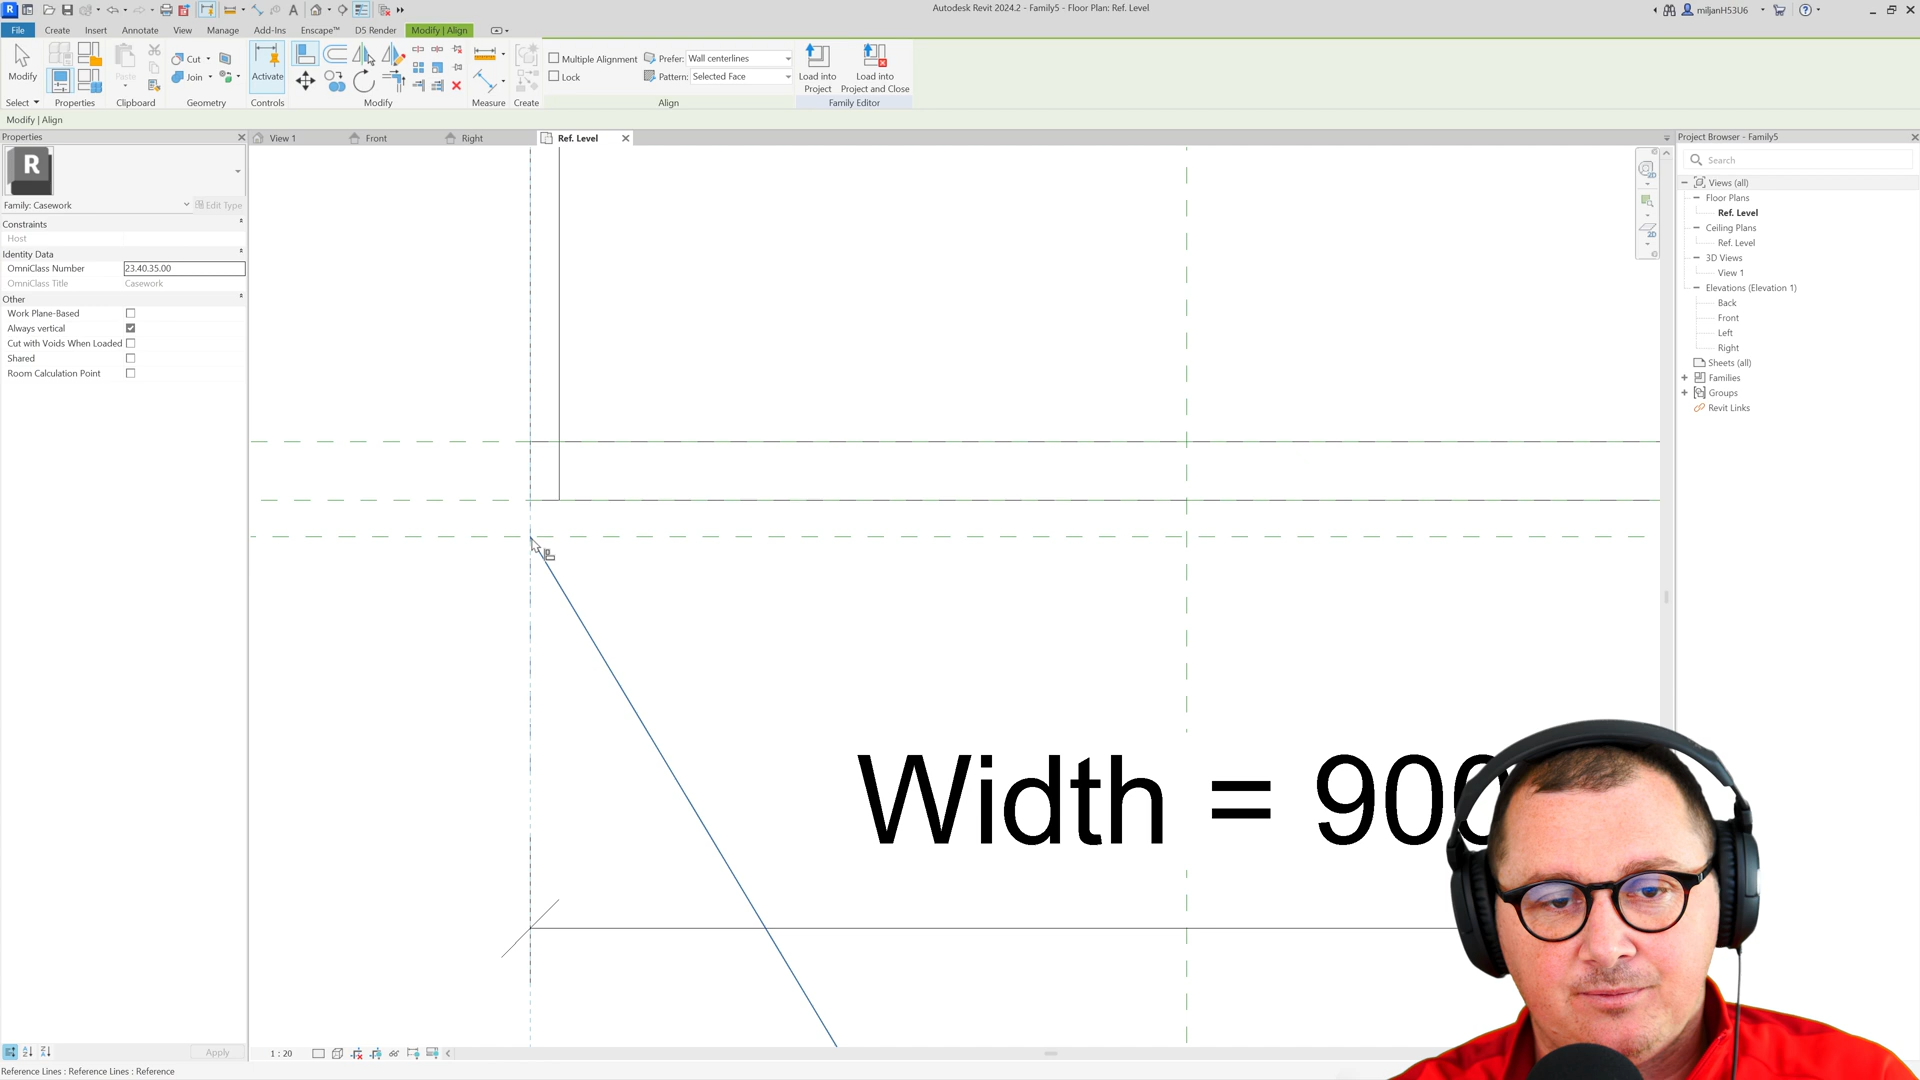 Autodesk Revit 2024.2 - Family5 - Floor Plan: Ref. Level
miljanH53U6
File Create Insert Annotate View Manage Add-Ins Enscape™ D5 Render Modify | Align
Modify
Paste
Cut
Join
Activate
Multiple Alignment
Lock
Prefer: Wall centerlines
Pattern: Selected Face
Load into
Project
Load into
Project and Close
Select Properties Clipboard Geometry Controls Modify Measure Create Align Family Editor
Modify | Align
Properties
View 1 Front Right Ref. Level
Project Browser - Family5
R
Family: Casework
Edit Type
Constraints
Host
Identity Data
OmniClass Number 23.40.35.00
OmniClass Title Casework
Other
Work Plane-Based
Always vertical
Cut with Voids When Loaded
Shared
Room Calculation Point
2D
2D
Search
Views (all)
Floor Plans
Ref. Level
Ceiling Plans
Ref. Level
3D Views
View 1
Elevations (Elevation 1)
Back
Front
Left
Right
Sheets (all)
Families
Groups
Revit Links
Width = 900
Apply
1 : 20
Reference Lines : Reference Lines : Reference